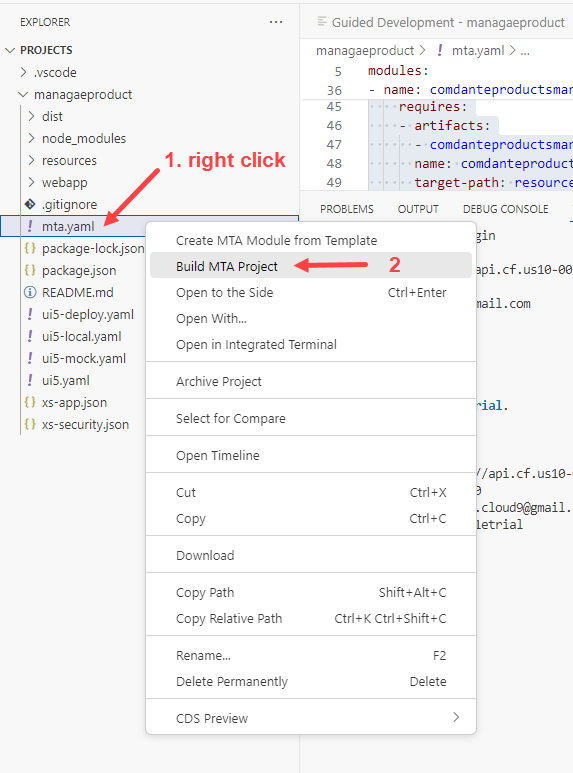 EXPLORER
PROJECTS
.vscode
managaeproduct
dist
node_modules
resources
webapp
.gitignore
mta.yaml
package-lock.json
package.json
README.md
ui5-deploy.yaml
ui5-local.yaml
ui5-mock.yaml
ui5.yaml
xs-app.json
xs-security.json
1. right click
Guided Development - managaeproduct
managaeproduct > mta.yaml > ...
5 modules:
36 - name: comdanteproductsman
45 requires:
46 - artifacts:
47 - comdanteproductsma
48 name: comdanteproduct
49 target-path: resource
PROBLEMS OUTPUT DEBUG CONSOLE
gin
api.cf.us10-00
mail.com
rial.
//api.cf.us10-0
0
.cloud9@gmail.
letrial
Create MTA Module from Template
Build MTA Project
2
Open to the Side Ctrl+Enter
Open With...
Open in Integrated Terminal
Archive Project
Select for Compare
Open Timeline
Cut Ctrl+X
Copy Ctrl+C
Download
Copy Path Shift+Alt+C
Copy Relative Path Ctrl+K Ctrl+Shift+C
Rename... F2
Delete Permanently Delete
CDS Preview